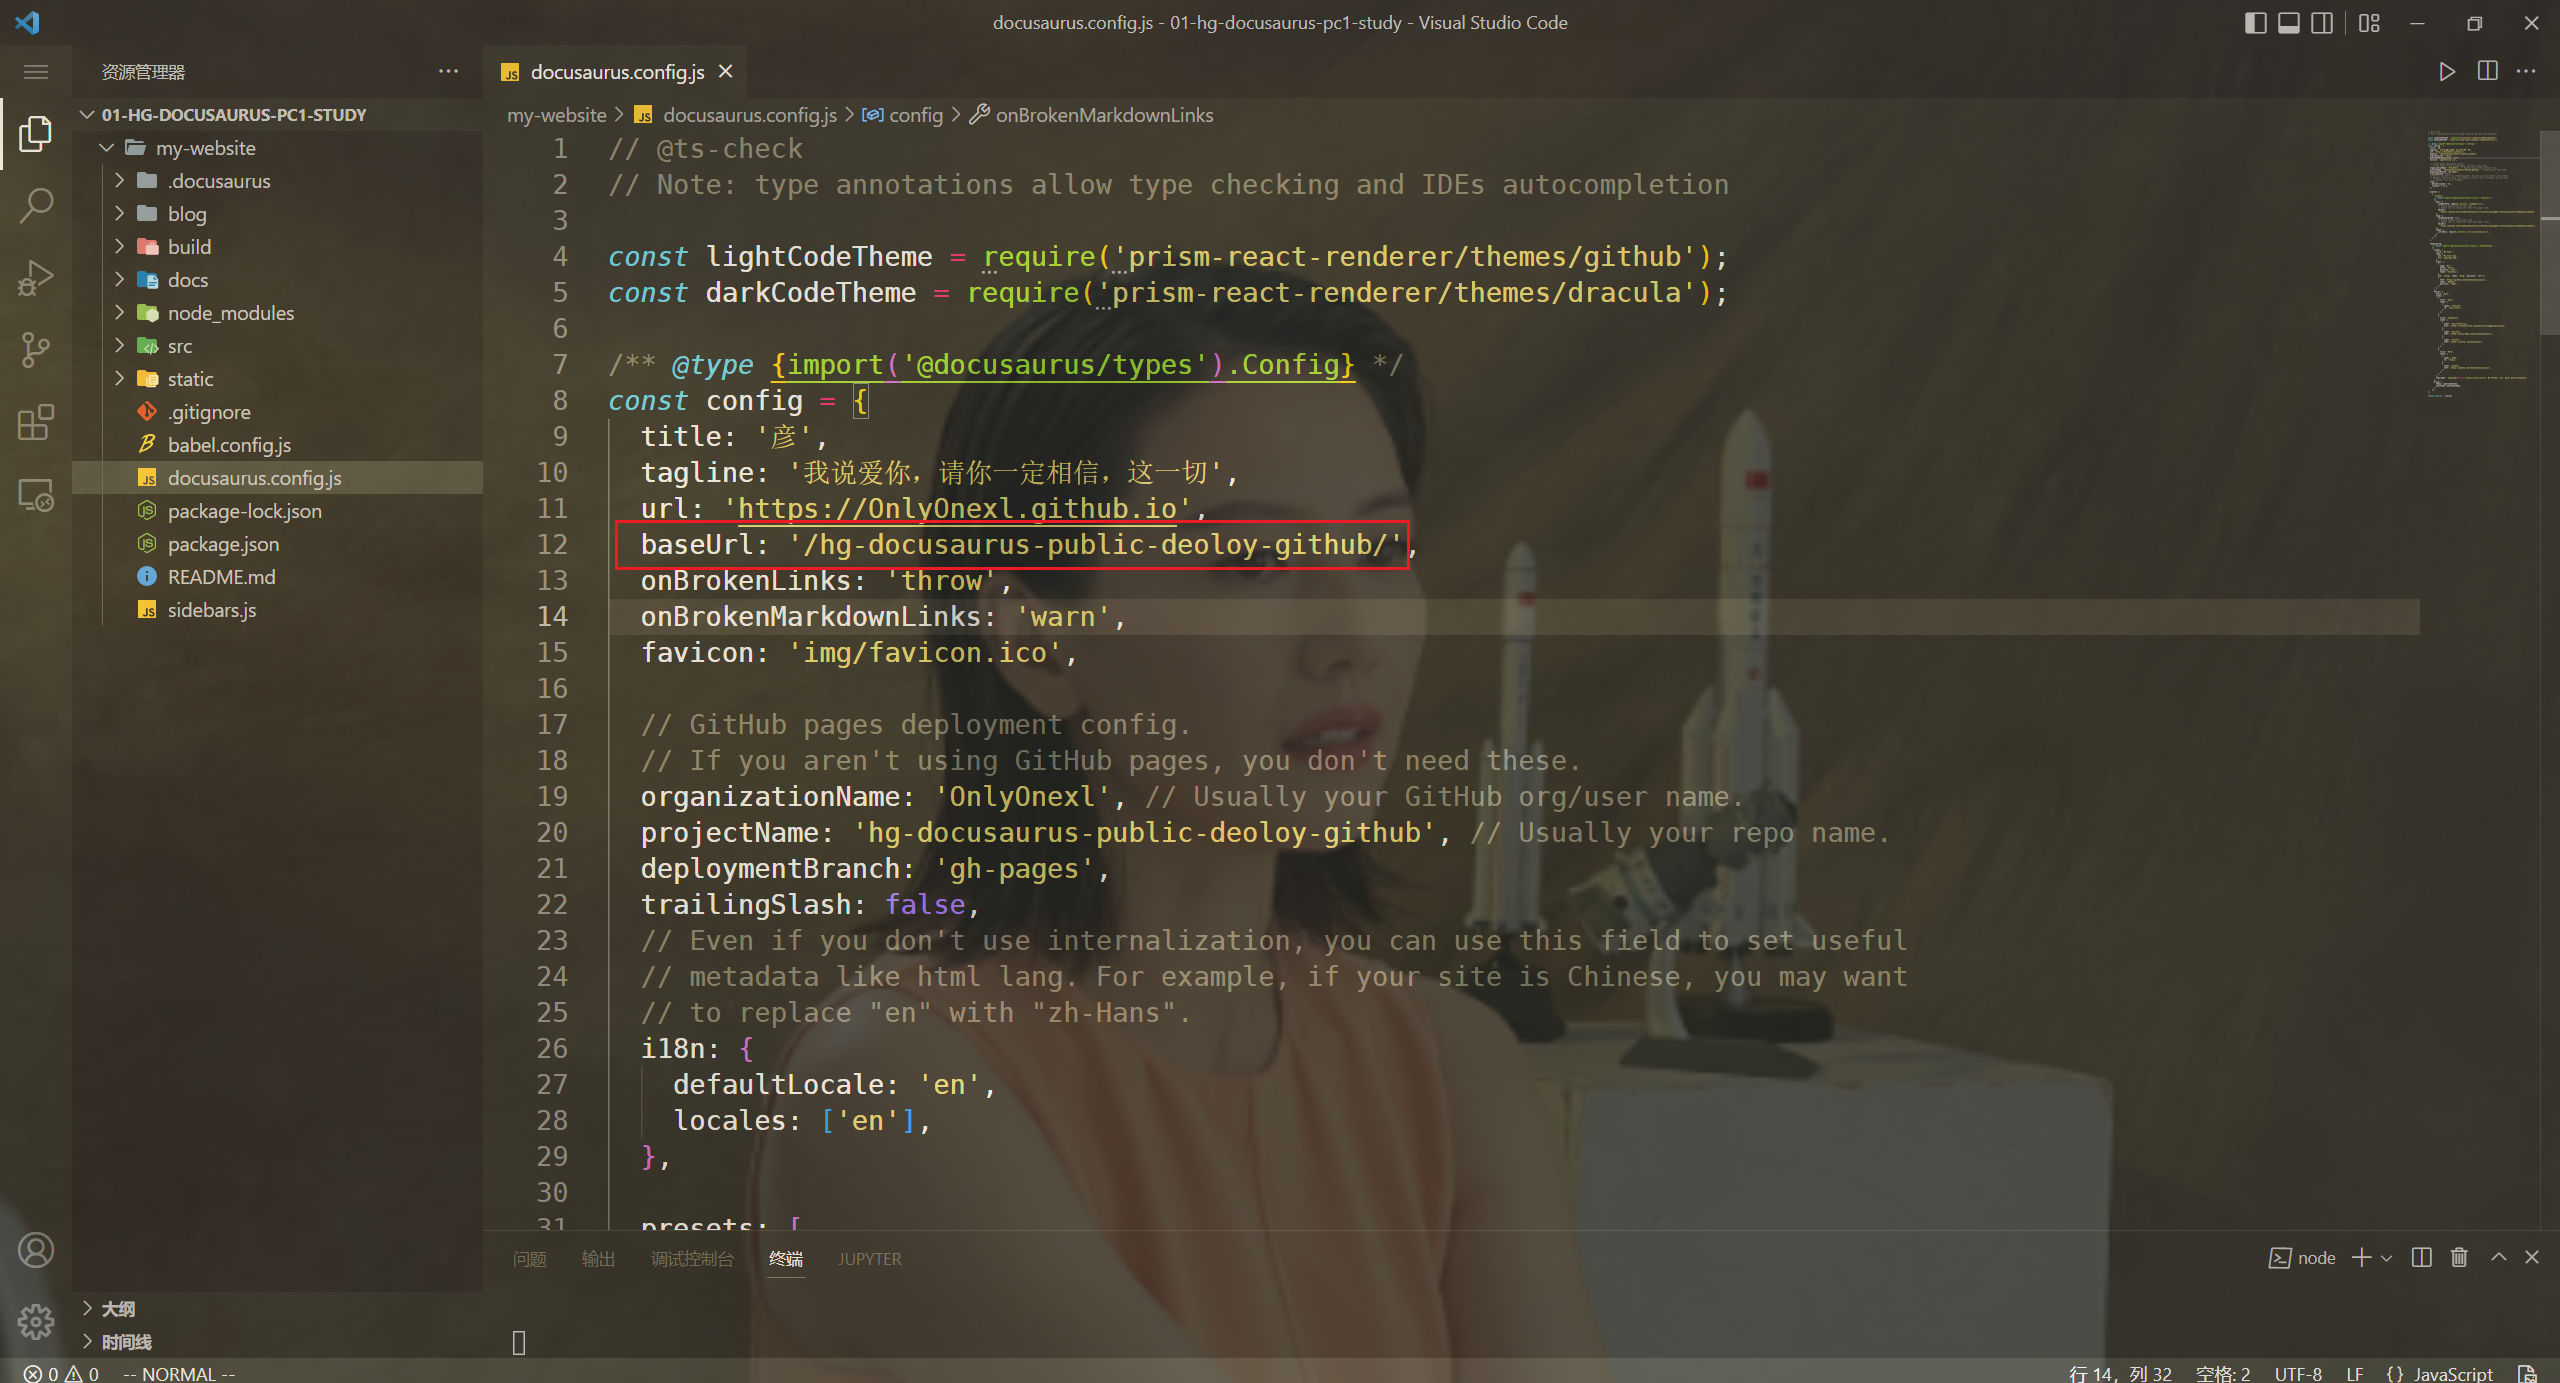 docusaurus.config.js - 01-hg-docusaurus-pc1-study - Visual Studio Code
资源管理器
docusaurus.config.js
01-HG-DOCUSAURUS-PC1-STUDY
my-website
.docusaurus
blog
build
docs
node_modules
src
static
.gitignore
babel.config.js
docusaurus.config.js
package-lock.json
package.json
README.md
sidebars.js
大纲
时间线
my-website > docusaurus.config.js > config > onBrokenMarkdownLinks
1 // @ts-check
2 // Note: type annotations allow type checking and IDEs autocompletion
3
4 const lightCodeTheme = require('prism-react-renderer/themes/github');
5 const darkCodeTheme = require('prism-react-renderer/themes/dracula');
6
7 /** @type {import('@docusaurus/types').Config} */
8 const config = {
9 title: '彦',
10 tagline: '我说爱你，请你一定相信，这一切',
11 url: 'https://OnlyOnexl.github.io',
12 baseUrl: '/hg-docusaurus-public-deoloy-github/',
13 onBrokenLinks: 'throw',
14 onBrokenMarkdownLinks: 'warn',
15 favicon: 'img/favicon.ico',
16
17 // GitHub pages deployment config.
18 // If you aren't using GitHub pages, you don't need these.
19 organizationName: 'OnlyOnexl', // Usually your GitHub org/user name.
20 projectName: 'hg-docusaurus-public-deoloy-github', // Usually your repo name.
21 deploymentBranch: 'gh-pages',
22 trailingSlash: false,
23 // Even if you don't use internalization, you can use this field to set useful
24 // metadata like html lang. For example, if your site is Chinese, you may want
25 // to replace "en" with "zh-Hans".
26 i18n: {
27 defaultLocale: 'en',
28 locales: ['en'],
29 },
30
31 presets: [
问题 输出 调试控制台 终端 JUPYTER
node
0 0 -- NORMAL --
行 14，列 32 空格: 2 UTF-8 LF {} JavaScript